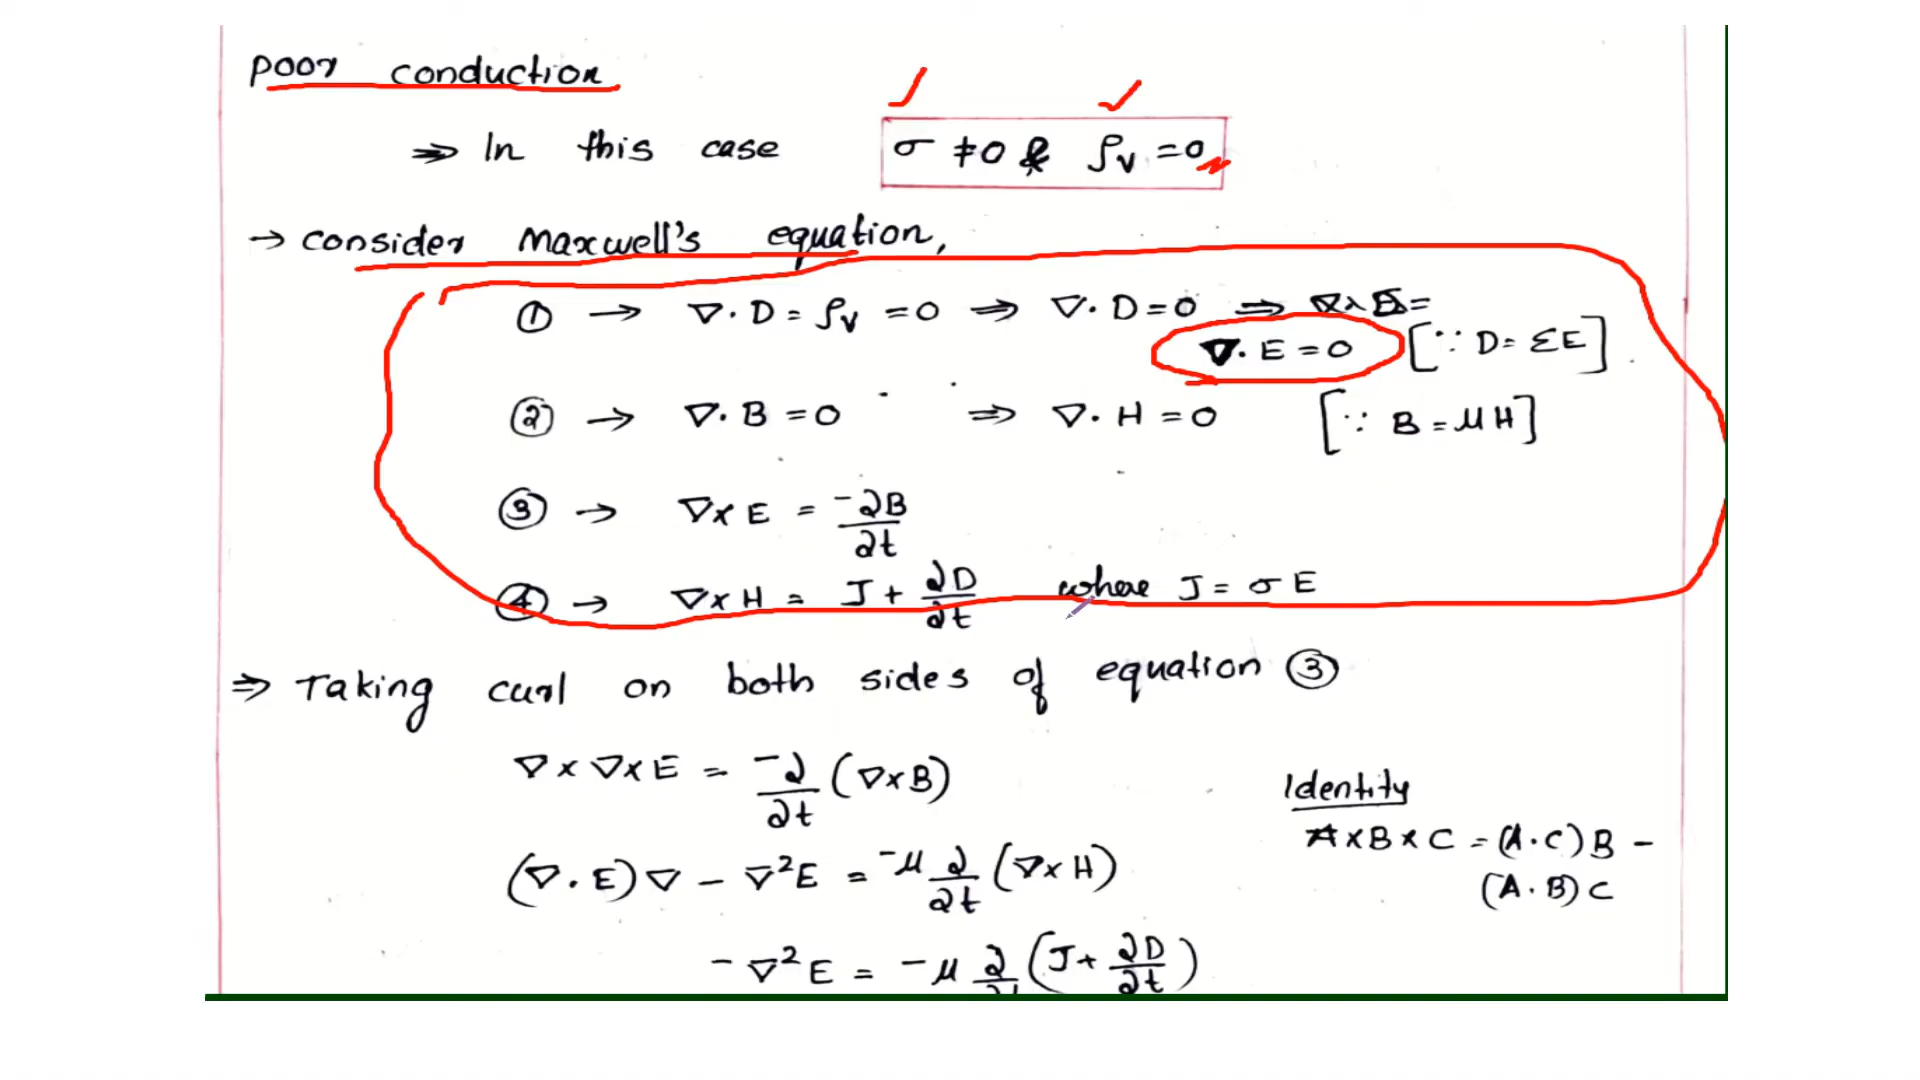 Poor conduction
⇒ In this case σ ≠ 0 & ρv = 0
→ consider Maxwell's equation,
① → ∇ · D = ρv = 0 ⇒ ∇ · D = 0 ⇒
∇ · E = 0 [∵ D = ΣE]
② → ∇ · B = 0 ⇒ ∇ · H = 0 [∵ B = μH]
③ → ∇ x E = -∂B/∂t
④ → ∇ x H = J + ∂D/∂t where J = σE
⇒ Taking curl on both sides of equation ③
∇ x ∇ x E = -∂/∂t (∇ x B)
Identity
A x B x C = (A · C) B -
(A · B) C
(∇ · E) ∇ - ∇²E = -μ ∂/∂t (∇ x H)
-∇²E = -μ ∂/∂t (J + ∂D/∂t)